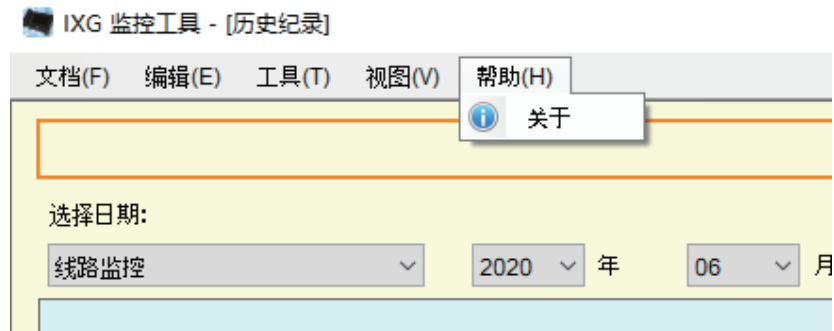 IXG 监控工具 - [历史纪录]
文档(F) 编辑(E) 工具(T) 视图(V) 帮助(H)
关于
选择日期:
线路监控 2020 年 06 月